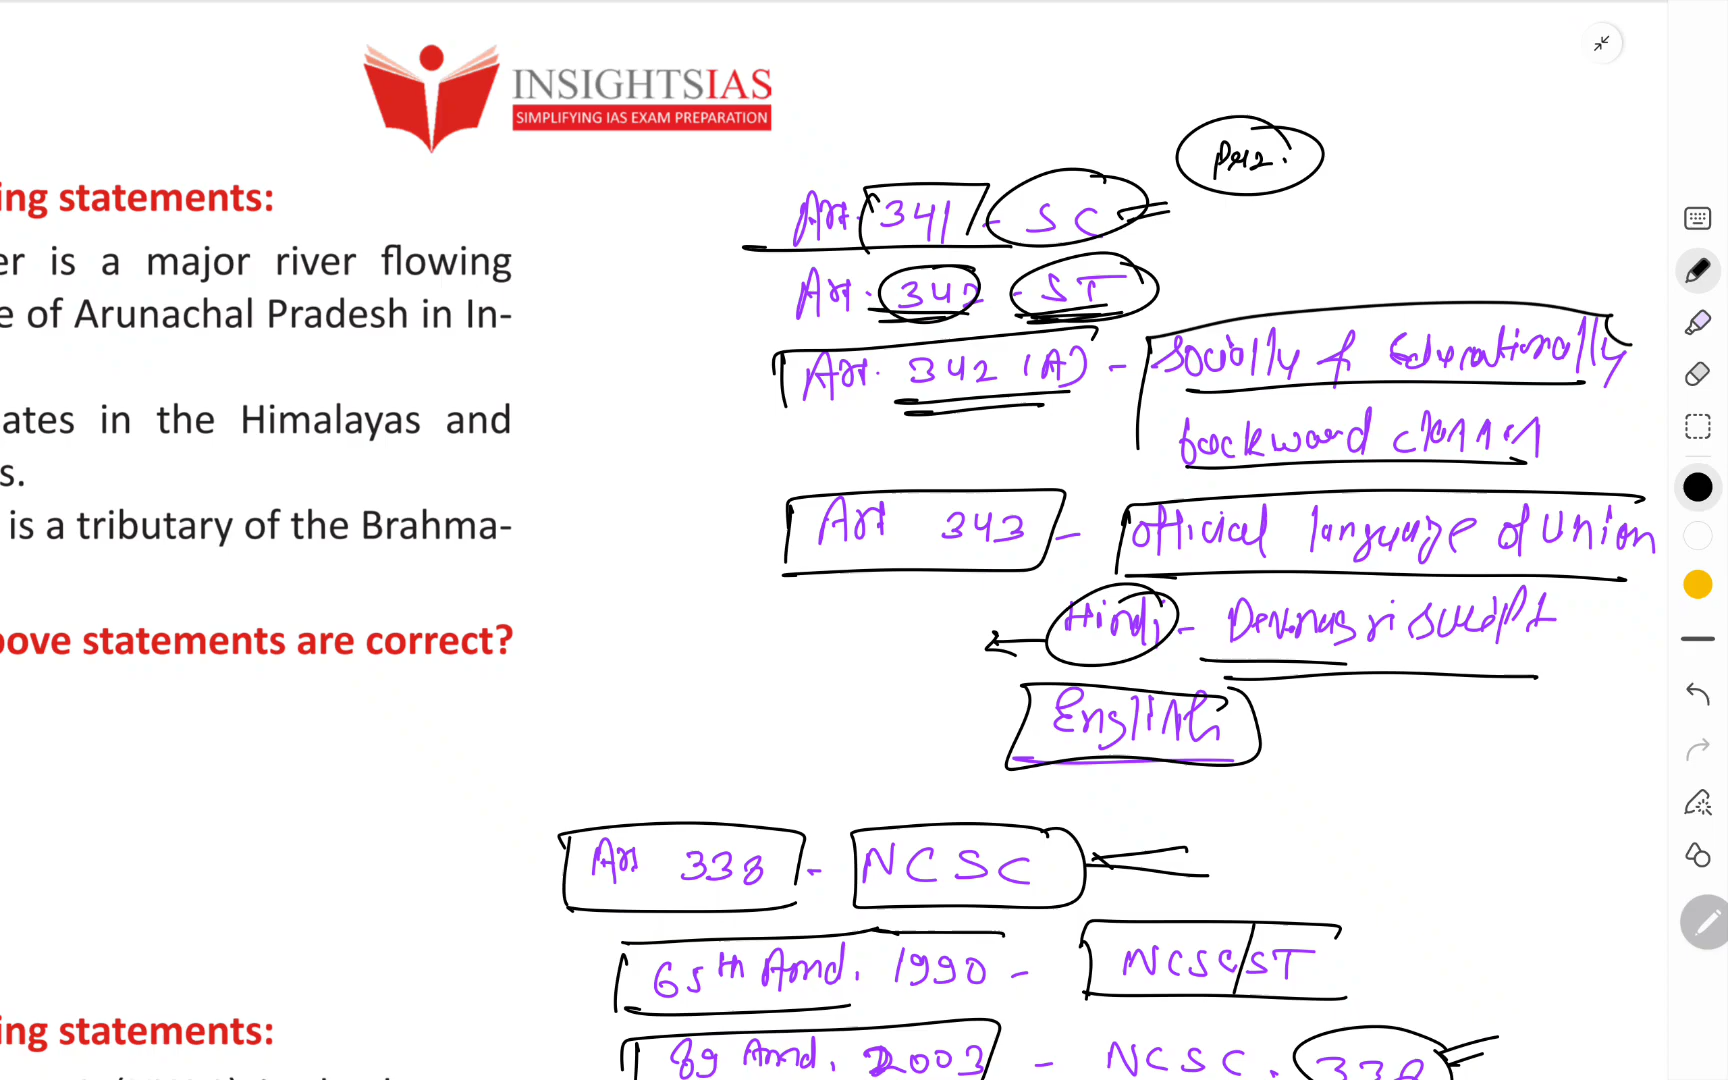 INSIGHTSIAS
SIMPLIFYING IAS EXAM PREPARATION
ing statements:
er is a major river flowing
e of Arunachal Pradesh in In-
ates in the Himalayas and
s.
is a tributary of the Brahma-
ove statements are correct?
ing statements:
Art. 341 - SC
Art. 342 - ST
Art. 342 (A) - Socially & Educationally
backward classes
Art 343 - official language of Union
Hindi - Devnagri script
English
Art 338 - NCSC
65th Amd. 1990 - NCSC/ST
89 Amd. 2003 - NCSC. 338